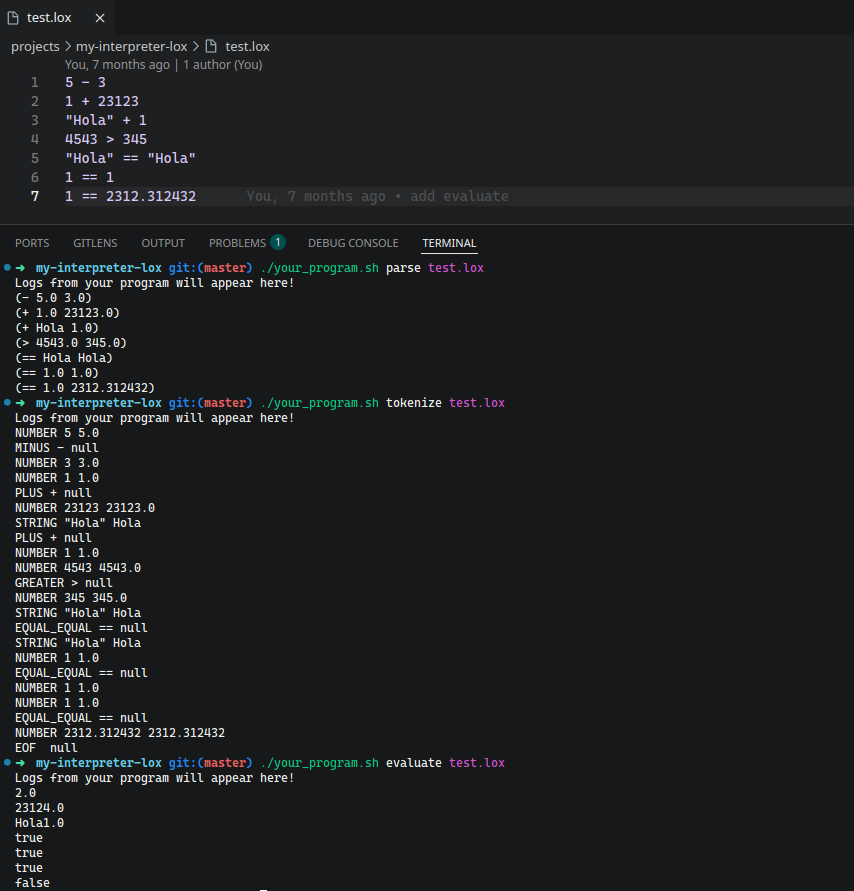 test.lox ×
projects > my-interpreter-lox > test.lox
You, 7 months ago | 1 author (You)
1 5 - 3
2 1 + 23123
3 "Hola" + 1
4 4543 > 345
5 "Hola" == "Hola"
6 1 == 1
7 1 == 2312.312432 You, 7 months ago • add evaluate
PORTS GITLENS OUTPUT PROBLEMS 1 DEBUG CONSOLE TERMINAL
➜ my-interpreter-lox git:(master) ./your_program.sh parse test.lox
Logs from your program will appear here!
(- 5.0 3.0)
(+ 1.0 23123.0)
(+ Hola 1.0)
(> 4543.0 345.0)
(== Hola Hola)
(== 1.0 1.0)
(== 1.0 2312.312432)
➜ my-interpreter-lox git:(master) ./your_program.sh tokenize test.lox
Logs from your program will appear here!
NUMBER 5 5.0
MINUS - null
NUMBER 3 3.0
NUMBER 1 1.0
PLUS + null
NUMBER 23123 23123.0
STRING "Hola" Hola
PLUS + null
NUMBER 1 1.0
NUMBER 4543 4543.0
GREATER > null
NUMBER 345 345.0
STRING "Hola" Hola
EQUAL_EQUAL == null
STRING "Hola" Hola
NUMBER 1 1.0
EQUAL_EQUAL == null
NUMBER 1 1.0
NUMBER 1 1.0
EQUAL_EQUAL == null
NUMBER 2312.312432 2312.312432
EOF  null
➜ my-interpreter-lox git:(master) ./your_program.sh evaluate test.lox
Logs from your program will appear here!
2.0
23124.0
Hola1.0
true
true
true
false